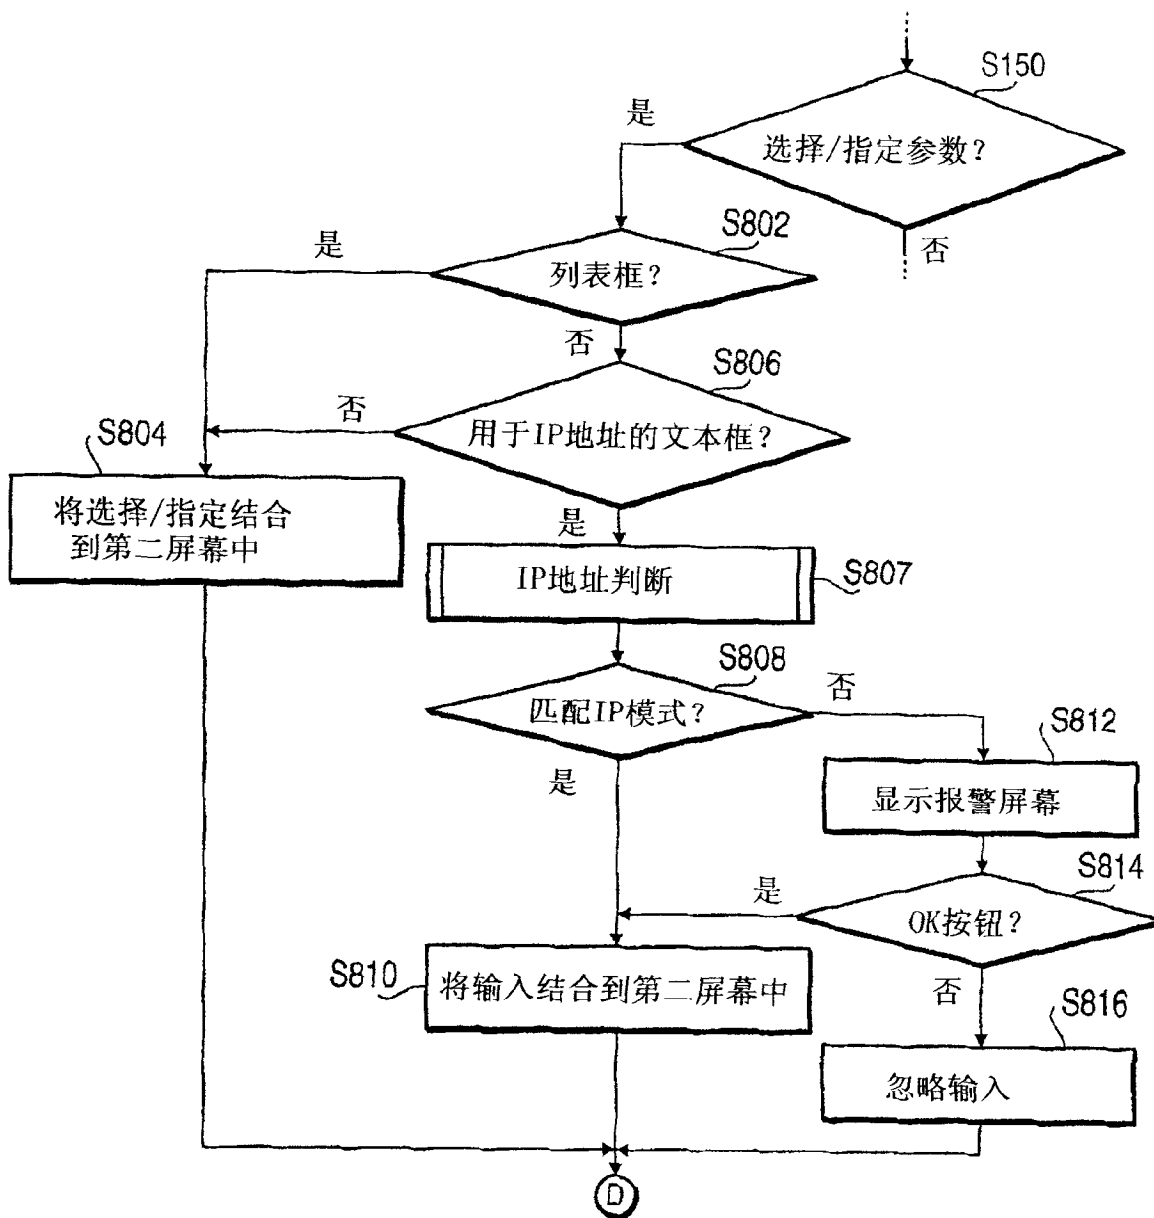 S150
是
选择/指定参数?
否
S802
是
列表框?
否
S806
否
用于IP地址的文本框?
S804
将选择/指定结合
到第二屏幕中
是
IP地址判断
S807
S808
否
匹配IP模式?
是
S812
显示报警屏幕
S814
是
OK按钮?
S810
将输入结合到第二屏幕中
否
S816
忽略输入
D